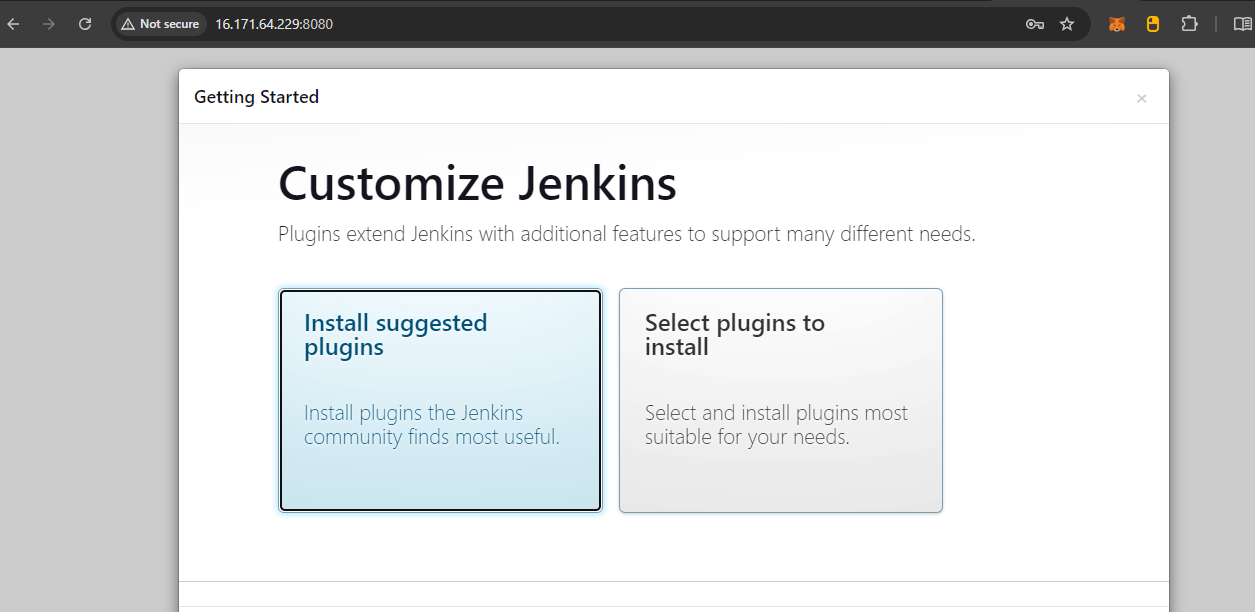 Not secure 16.171.64.229:8080
Getting Started ×
Customize Jenkins
Plugins extend Jenkins with additional features to support many different needs.
Install suggested
plugins
Install plugins the Jenkins
community finds most useful.
Select plugins to
install
Select and install plugins most
suitable for your needs.